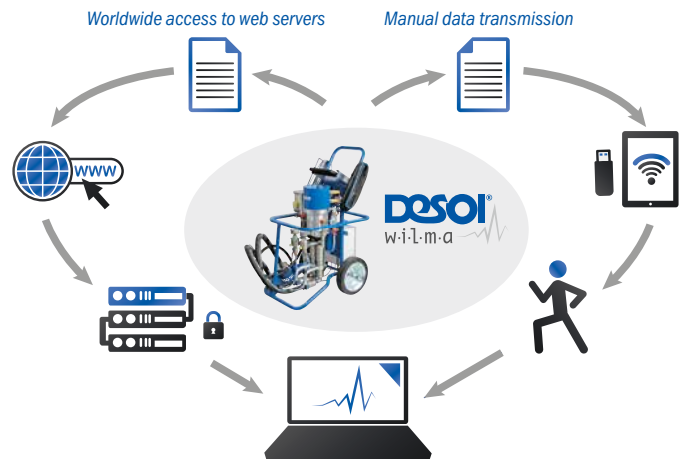 Worldwide access to web servers
Manual data transmission
www
DESOI®
w·i·l·m·a